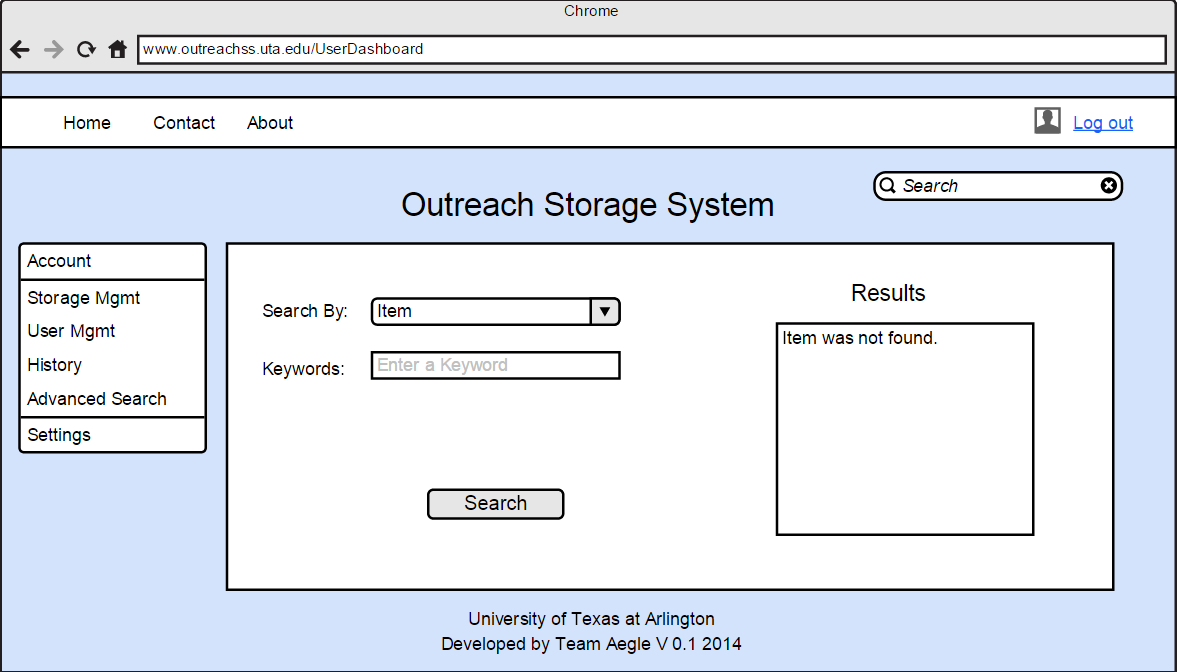 Chrome
www.outreachss.uta.edu/UserDashboard
Home Contact About Log out
Search
Outreach Storage System
Account
Storage Mgmt
User Mgmt
History
Advanced Search
Settings
Search By: Item
Keywords: Enter a Keyword
Search
Results
Item was not found.
University of Texas at Arlington
Developed by Team Aegle V 0.1 2014